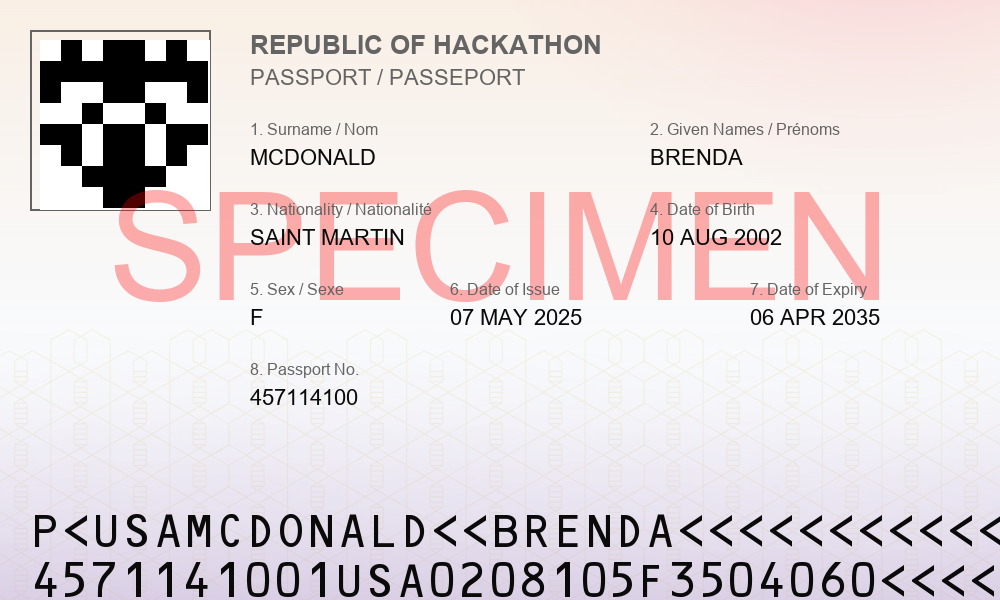 REPUBLIC OF HACKATHON
PASSPORT / PASSEPORT
1. Surname / Nom
MCDONALD
2. Given Names / Prénoms
BRENDA
SPECIMEN
3. Nationality / Nationalité
SAINT MARTIN
4. Date of Birth
10 AUG 2002
5. Sex / Sexe
F
6. Date of Issue
07 MAY 2025
7. Date of Expiry
06 APR 2035
8. Passport No.
457114100
P<USAMCDONALD<<BRENDA<<<<<<<<<<<
4571141001USA0208105F3504060<<<<